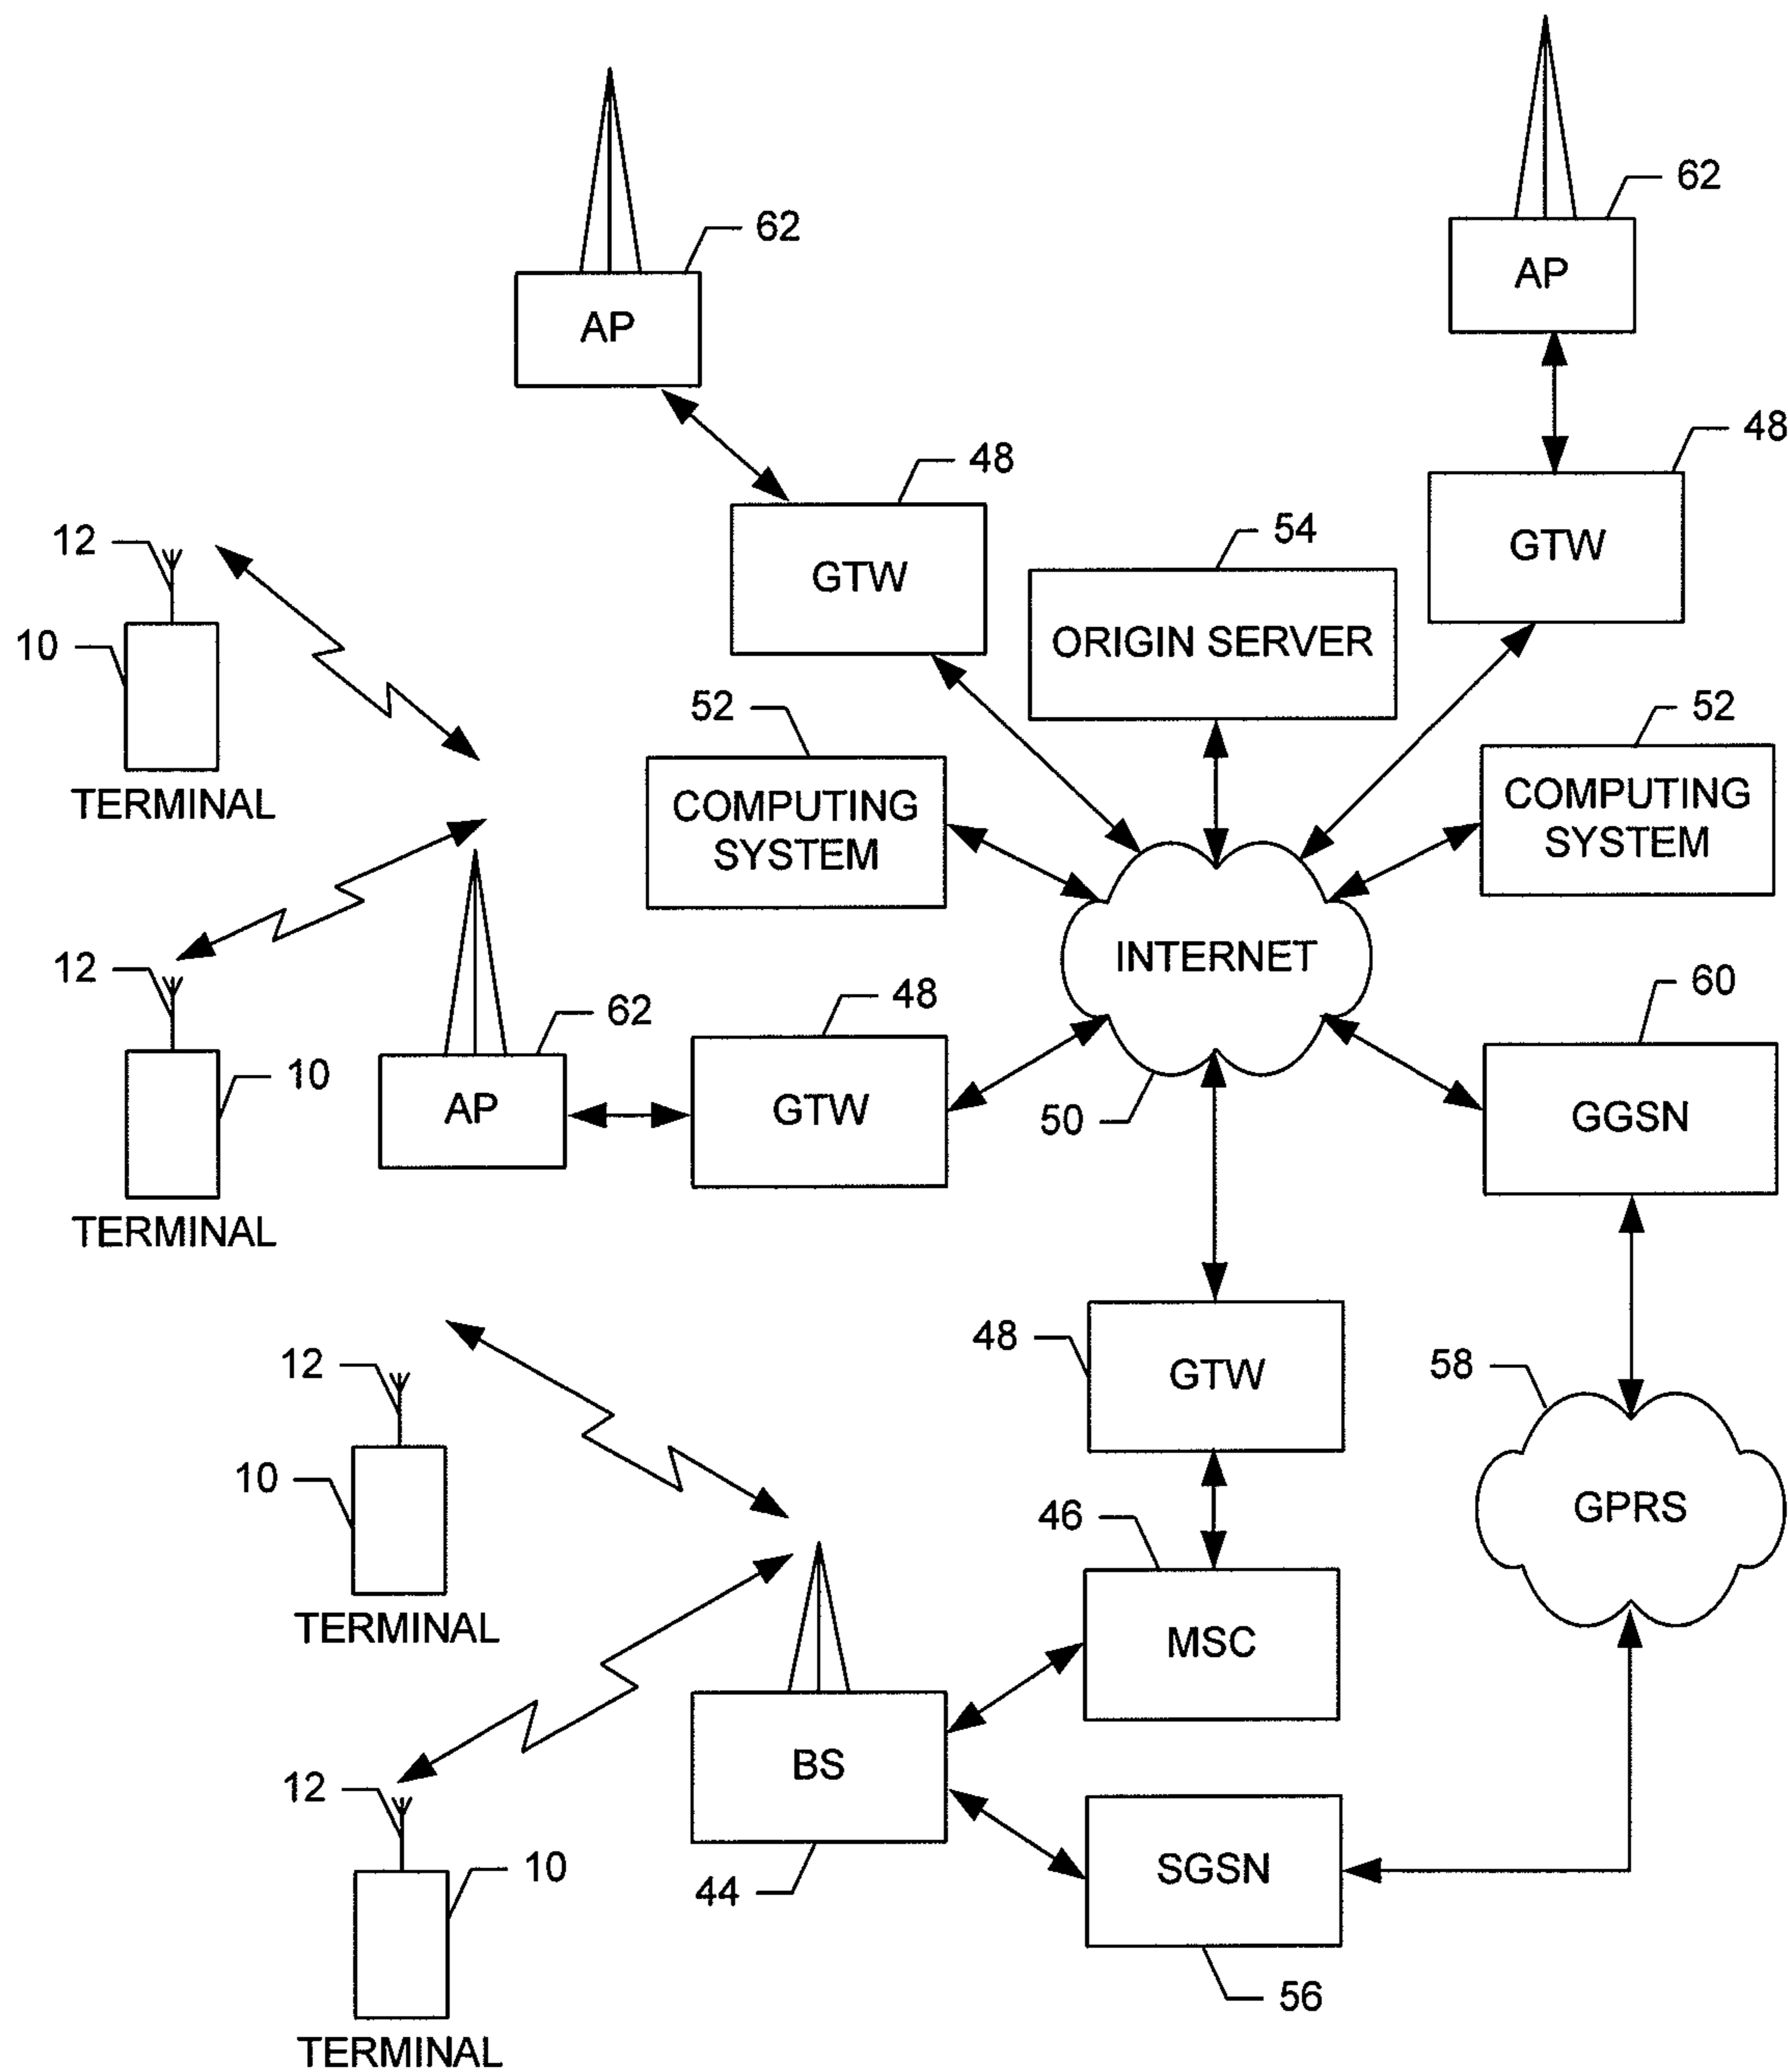 62
AP
62
AP
48
GTW
48
GTW
54
ORIGIN SERVER
12
10
TERMINAL
52
COMPUTING
SYSTEM
52
COMPUTING
SYSTEM
INTERNET
50
12
10
TERMINAL
62
AP
48
GTW
60
GGSN
48
GTW
58
GPRS
12
10
TERMINAL
46
MSC
BS
44
12
10
TERMINAL
SGSN
56